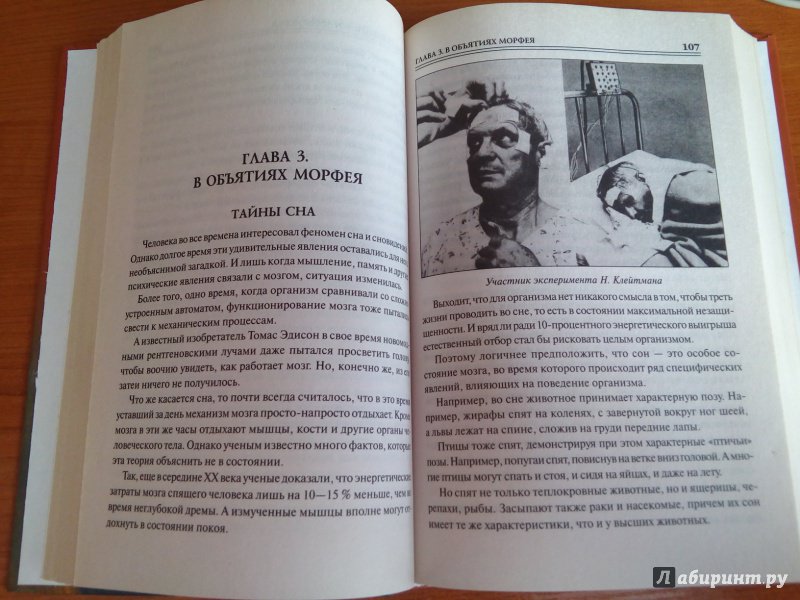 ГЛАВА 3.
В ОБЪЯТИЯХ МОРФЕЯ
ТАЙНЫ СНА
Человека во все времена интересовал феномен сна и сновидений.
Однако долгое время эти удивительные явления оставались для
необъяснимой загадкой. И лишь когда мышление, память и другие
психические явления связали с мозгом, ситуация изменилась.
Более того, одно время, когда организм сравнивали со сложно
устроенным автоматом, функционирование мозга тоже пытались
свести к механическим процессам.
А известный изобретатель Томас Эдисон в свое время
рентгеновскими лучами даже пытался просветить голову
чтобы воочию увидеть, как работает мозг. Но, конечно же, из
затеи ничего не получилось.
Что же касается сна, то почти всегда считалось, что в это время
уставший за день механизм мозга просто-напросто отдыхает. Кроме
мозга в эти же часы отдыхают мышцы, кости и другие органы че-
ловеческого тела. Однако ученым известно много фактов, которые
эта теория объяснить не в состоянии.
Так, еще в середине XX века ученые доказали, что энергетические
затраты мозга спящего человека лишь на 10—15 % меньше, чем во
время неглубокой дремы. А измученные мышцы вполне могут от-
дохнуть в состоянии покоя.
ГЛАВА 3. В ОБЪЯТИЯХ МОРФЕЯ 107
Участник эксперимента Н. Клейтмана
Выходит, что для организма нет никакого смысла в том, чтобы треть
жизни проводить во сне, то есть в состоянии максимальной незащи-
щенности. И вряд ли ради 10-процентного энергетического выигрыша
естественный отбор стал бы рисковать целым организмом.
Поэтому логичнее предположить, что сон — это особое со-
стояние мозга, во время которого происходит ряд специфических
явлений, влияющих на поведение организма.
Например, во сне животное принимает характерную позу. На-
пример, жирафы спят на коленях, с завернутой вокруг ног шеей,
а львы лежат на спине, сложив на груди передние лапы.
Птицы тоже спят, демонстрируя при этом характерные «птичьи»
позы. Например, попугаи спят, повиснув на ветке вниз головой. А мно-
гие птицы могут спать и стоя, и сидя на яйцах, и даже на лету.
Но спят не только теплокровные животные, но и ящерицы, че-
репахи, рыбы. Засыпают также раки и насекомые, причем их сон
имеет те же характеристики, что и у высших животных.
Лабиринт.ру